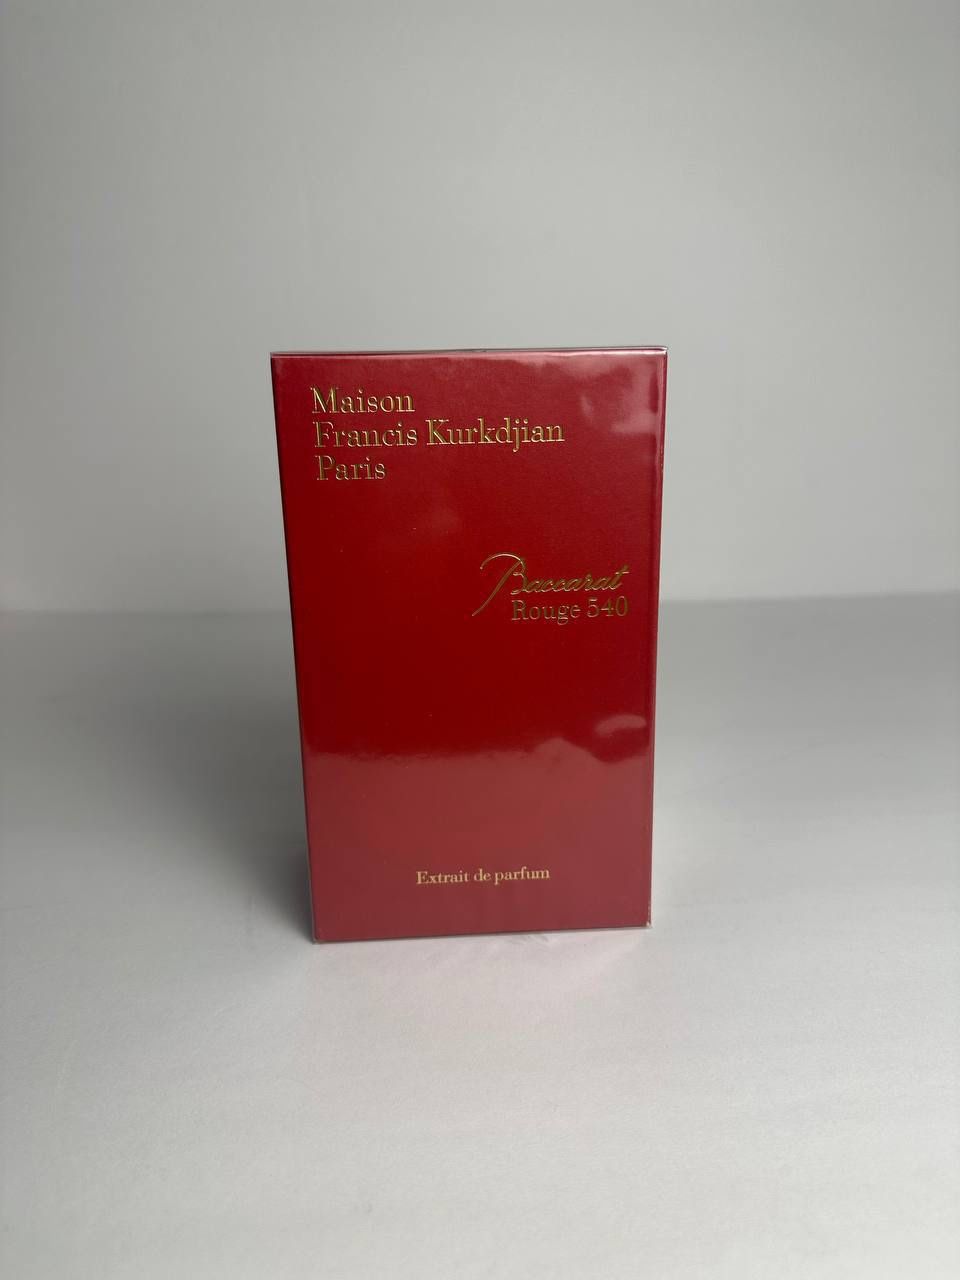 Maison
Francis Kurkdjian
Paris
Baccarat
Rouge 540
Extrait de parfum